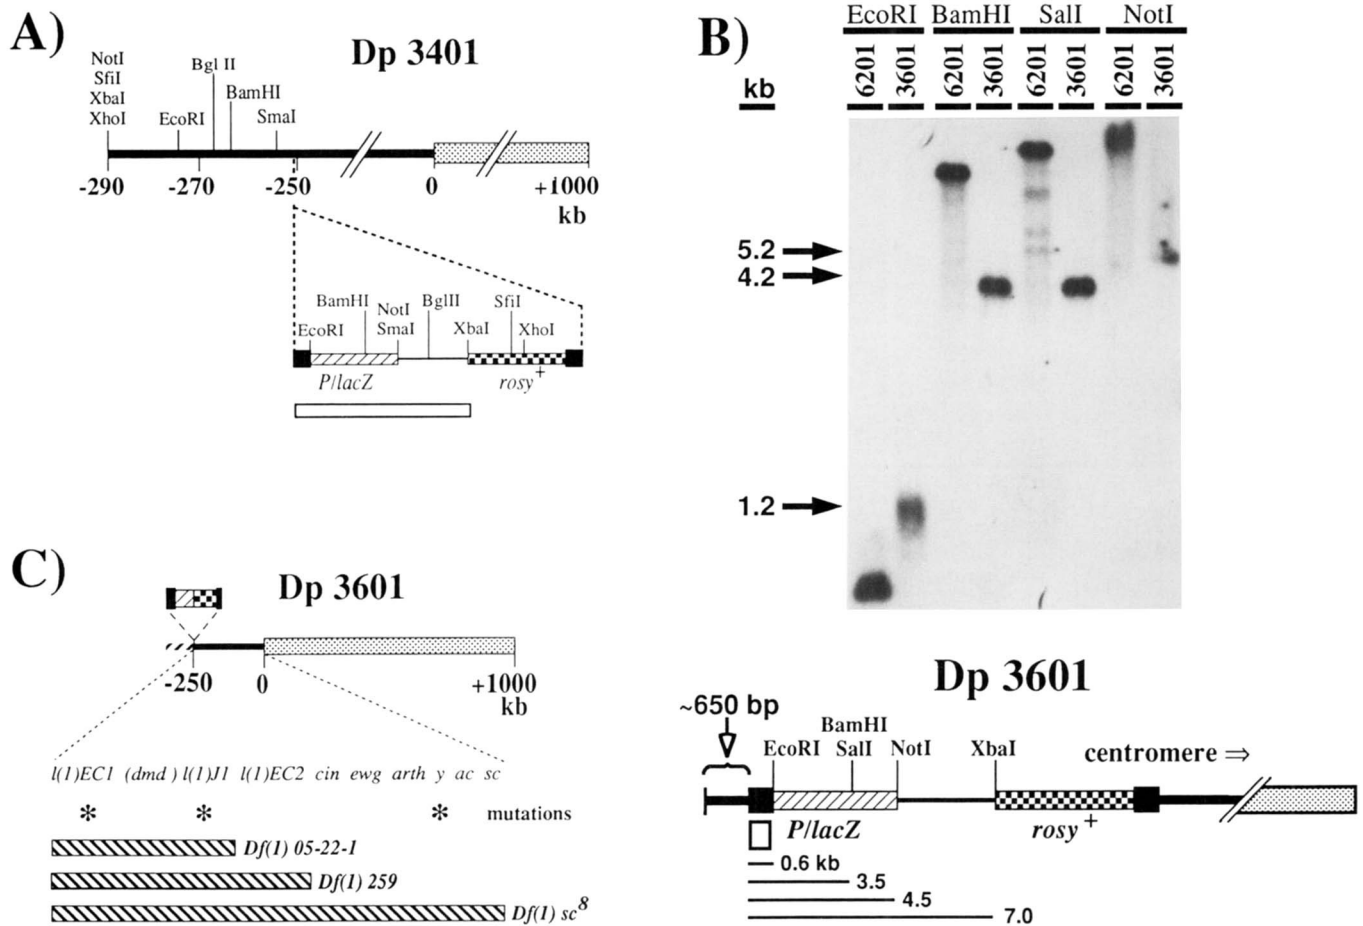 A)
Dp 3401
NotI
SfiI
XbaI
XhoI
EcoRI
Bgl II
BamHI
SmaI
-290
-270
-250
0
+1000
kb
BamHI
NotI
BglII
SfiI
EcoRI
SmaI
XbaI
XhoI
P/lacZ
rosy+
B)
EcoRI BamHI SalI NotI
kb
6201 3601 6201 3601 6201 3601 6201 3601
5.2
4.2
1.2
C)
Dp 3601
-250
0
+1000
kb
l(1)EC1 (dmd) l(1)J1 l(1)EC2 cin ewg arth y ac sc
* * * mutations
Df(1) 05-22-1
Df(1) 259
Df(1) sc8
Dp 3601
~650 bp
BamHI
EcoRI SalI NotI XbaI
centromere ⇒
P/lacZ
rosy+
0.6 kb
3.5
4.5
7.0